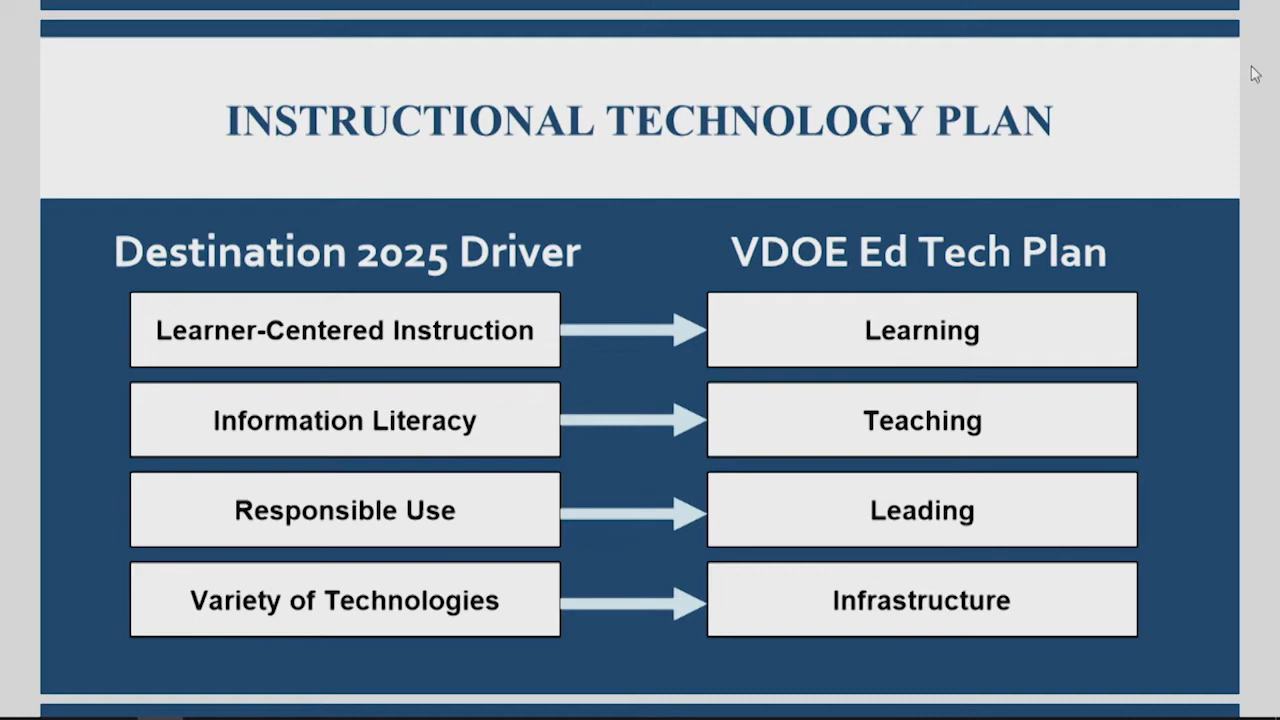 INSTRUCTIONAL TECHNOLOGY PLAN
Destination 2025 Driver
VDOE Ed Tech Plan
Learner-Centered Instruction
Learning
Information Literacy
Teaching
Responsible Use
Leading
Variety of Technologies
Infrastructure